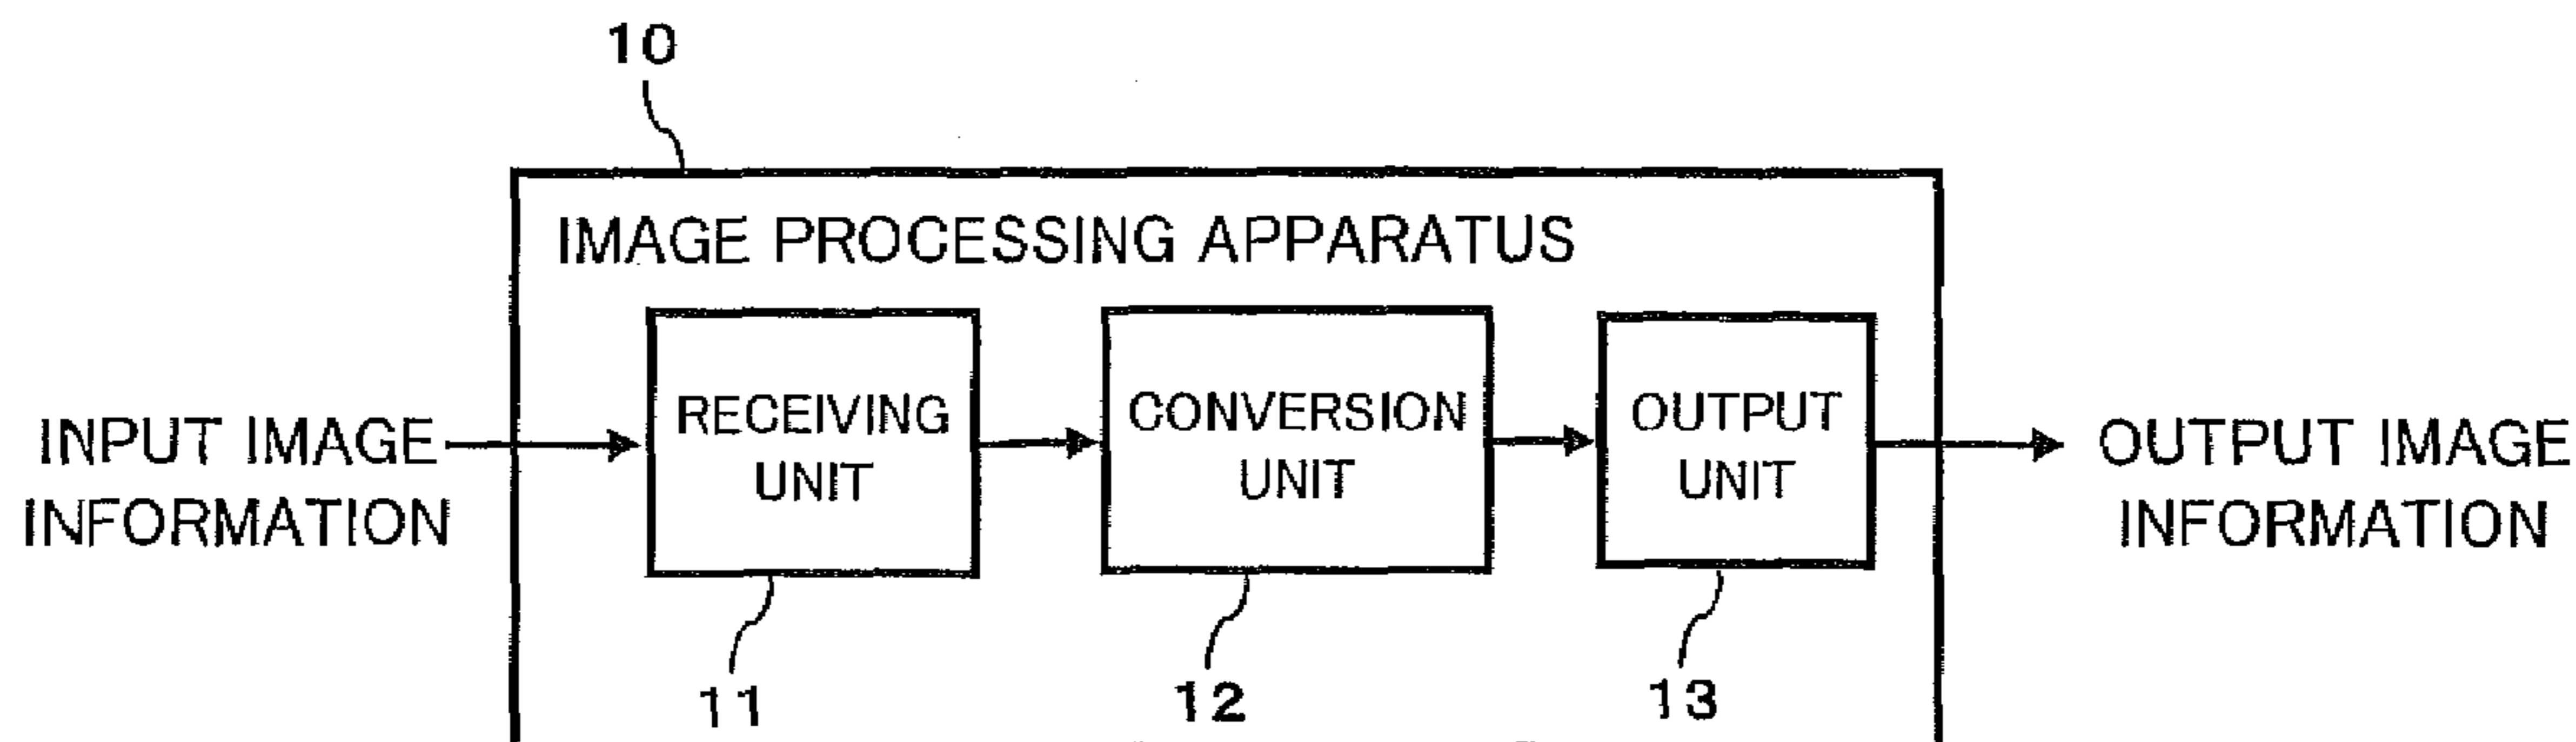 10
IMAGE PROCESSING APPARATUS
INPUT IMAGE
INFORMATION
RECEIVING
UNIT
CONVERSION
UNIT
OUTPUT
UNIT
OUTPUT IMAGE
INFORMATION
11
12
13